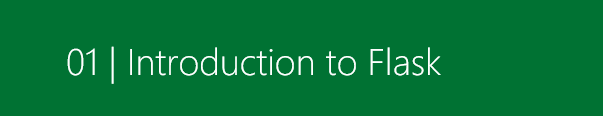 01 | Introduction to Flask